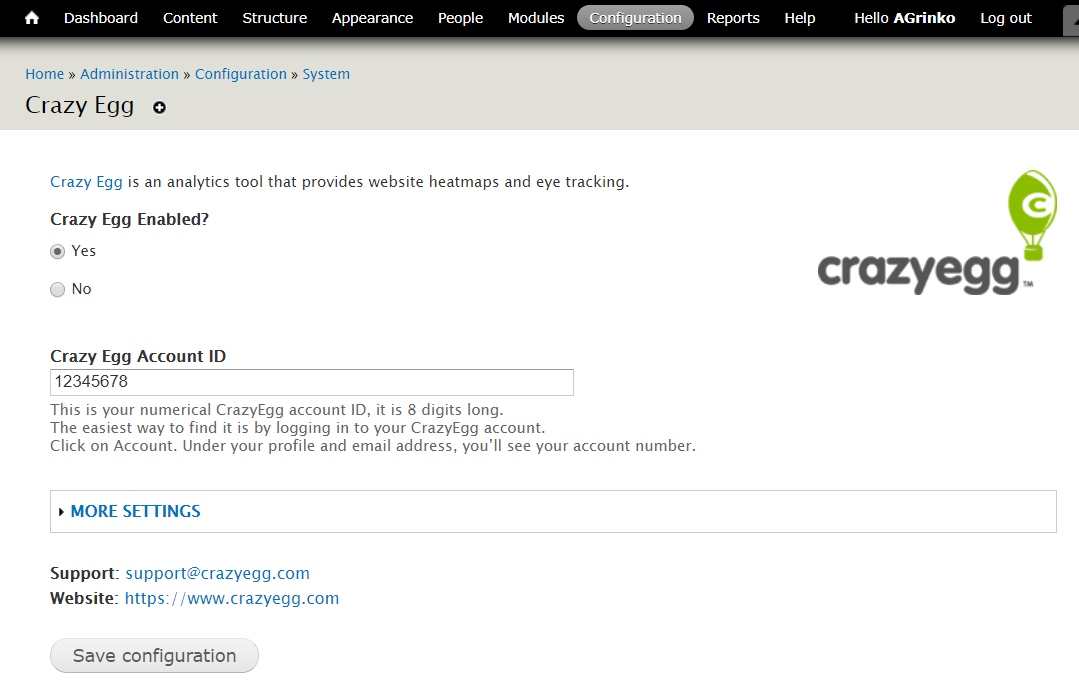 Dashboard Content Structure Appearance People Modules Configuration Reports Help Hello AGrinko Log out
Home » Administration » Configuration » System
Crazy Egg
Crazy Egg is an analytics tool that provides website heatmaps and eye tracking.
Crazy Egg Enabled?
Yes
No
crazyegg™
Crazy Egg Account ID
12345678
This is your numerical CrazyEgg account ID, it is 8 digits long.
The easiest way to find it is by logging in to your CrazyEgg account.
Click on Account. Under your profile and email address, you’ll see your account number.
MORE SETTINGS
Support: support@crazyegg.com
Website: https://www.crazyegg.com
Save configuration